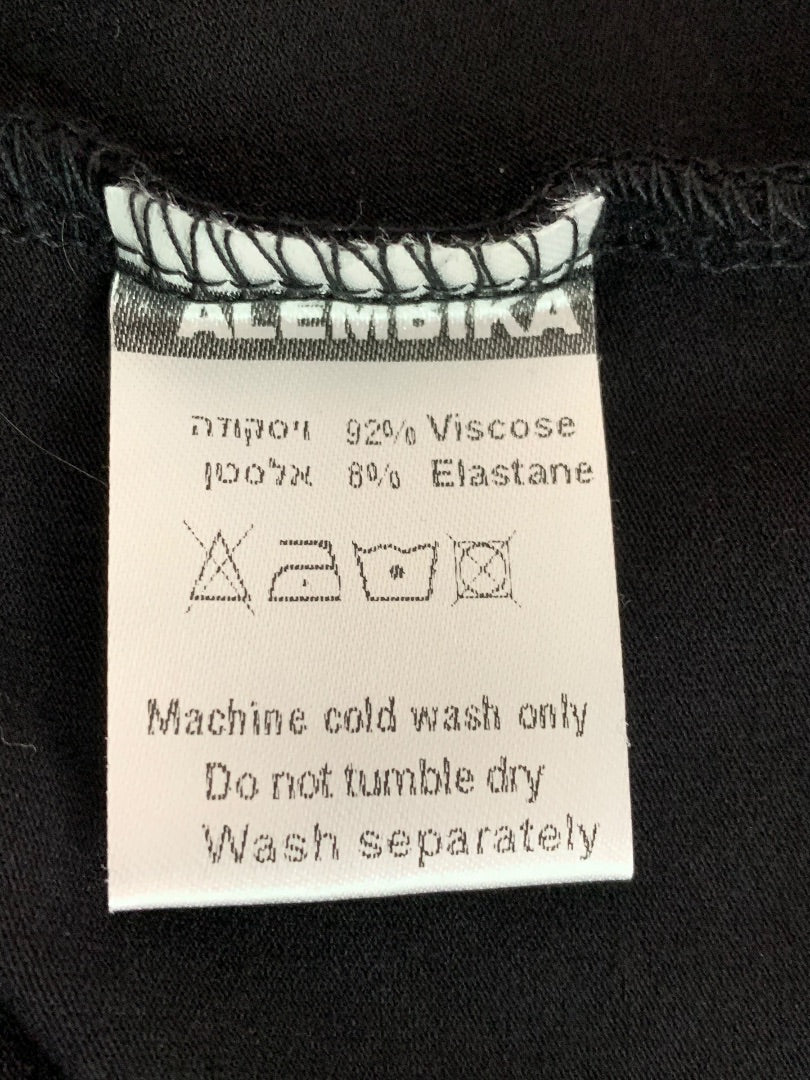 ALEMBIKA
ויסקוזה 92% Viscose
אלסטן 8% Elastane
Machine cold wash only
Do not tumble dry
Wash separately